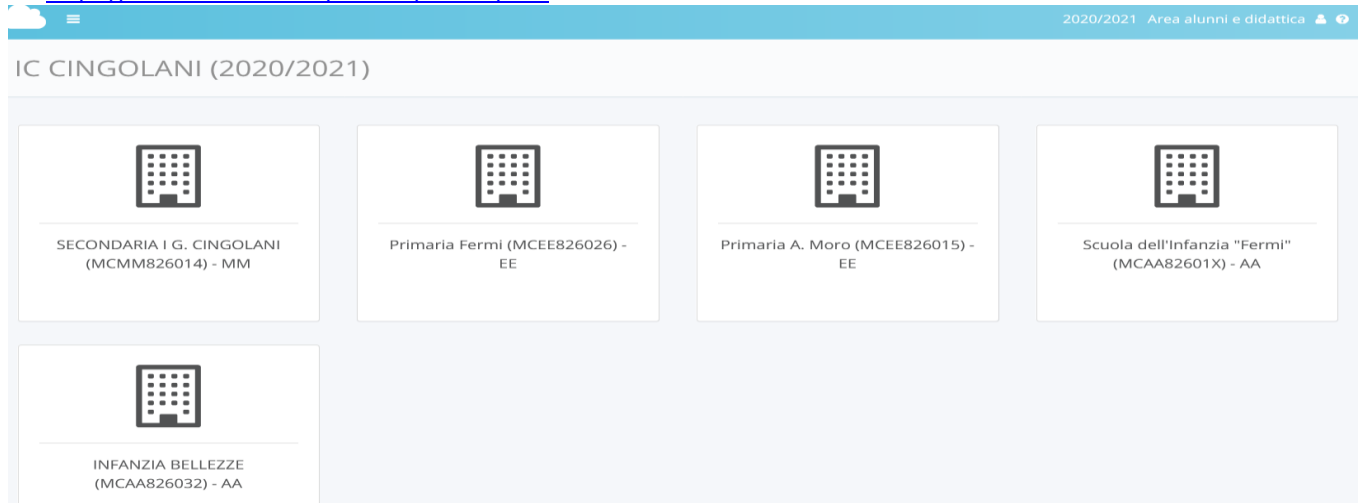 2020/2021 Area alunni e didattica
IC CINGOLANI (2020/2021)
SECONDARIA I G. CINGOLANI
(MCMM826014) - MM
Primaria Fermi (MCEE826026) -
EE
Primaria A. Moro (MCEE826015) -
EE
Scuola dell'Infanzia "Fermi"
(MCAA82601X) - AA
INFANZIA BELLEZZE
(MCAA826032) - AA